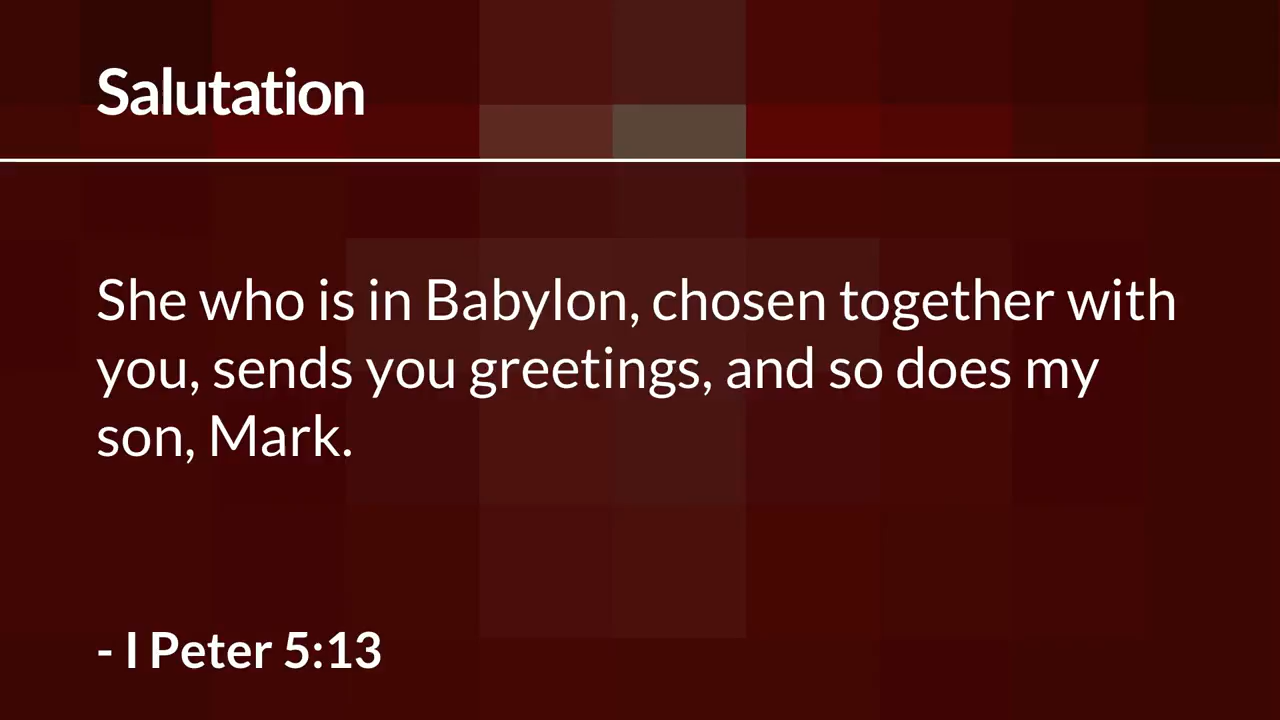 Salutation
She who is in Babylon, chosen together with
you, sends you greetings, and so does my
son, Mark.
- I Peter 5:13